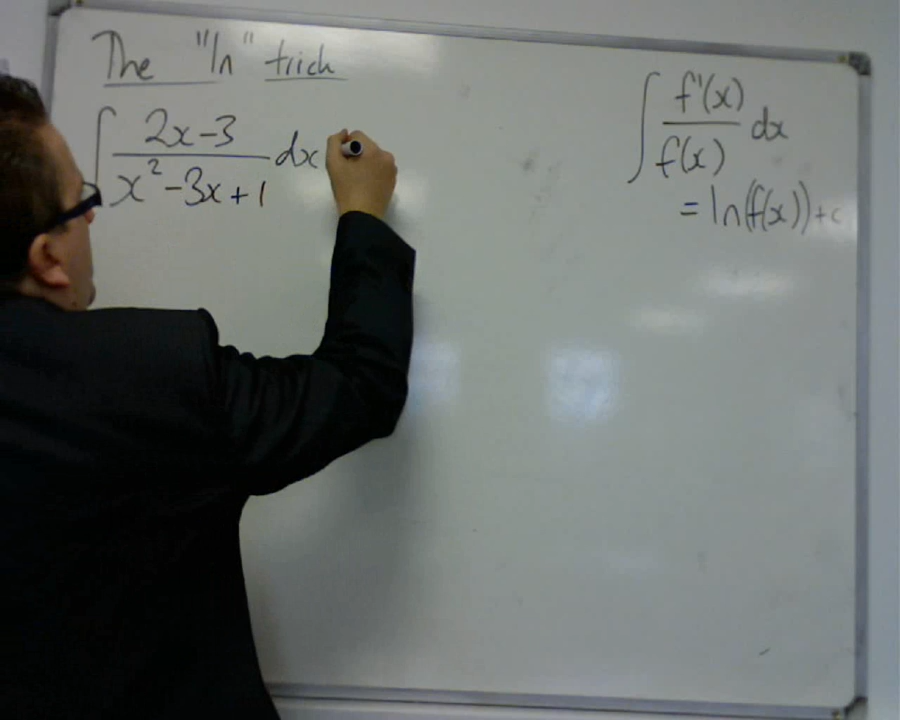 The "ln" trick
∫ (2x-3)/(x²-3x+1) dx
∫ f'(x)/f(x) dx
= ln(f(x))+c